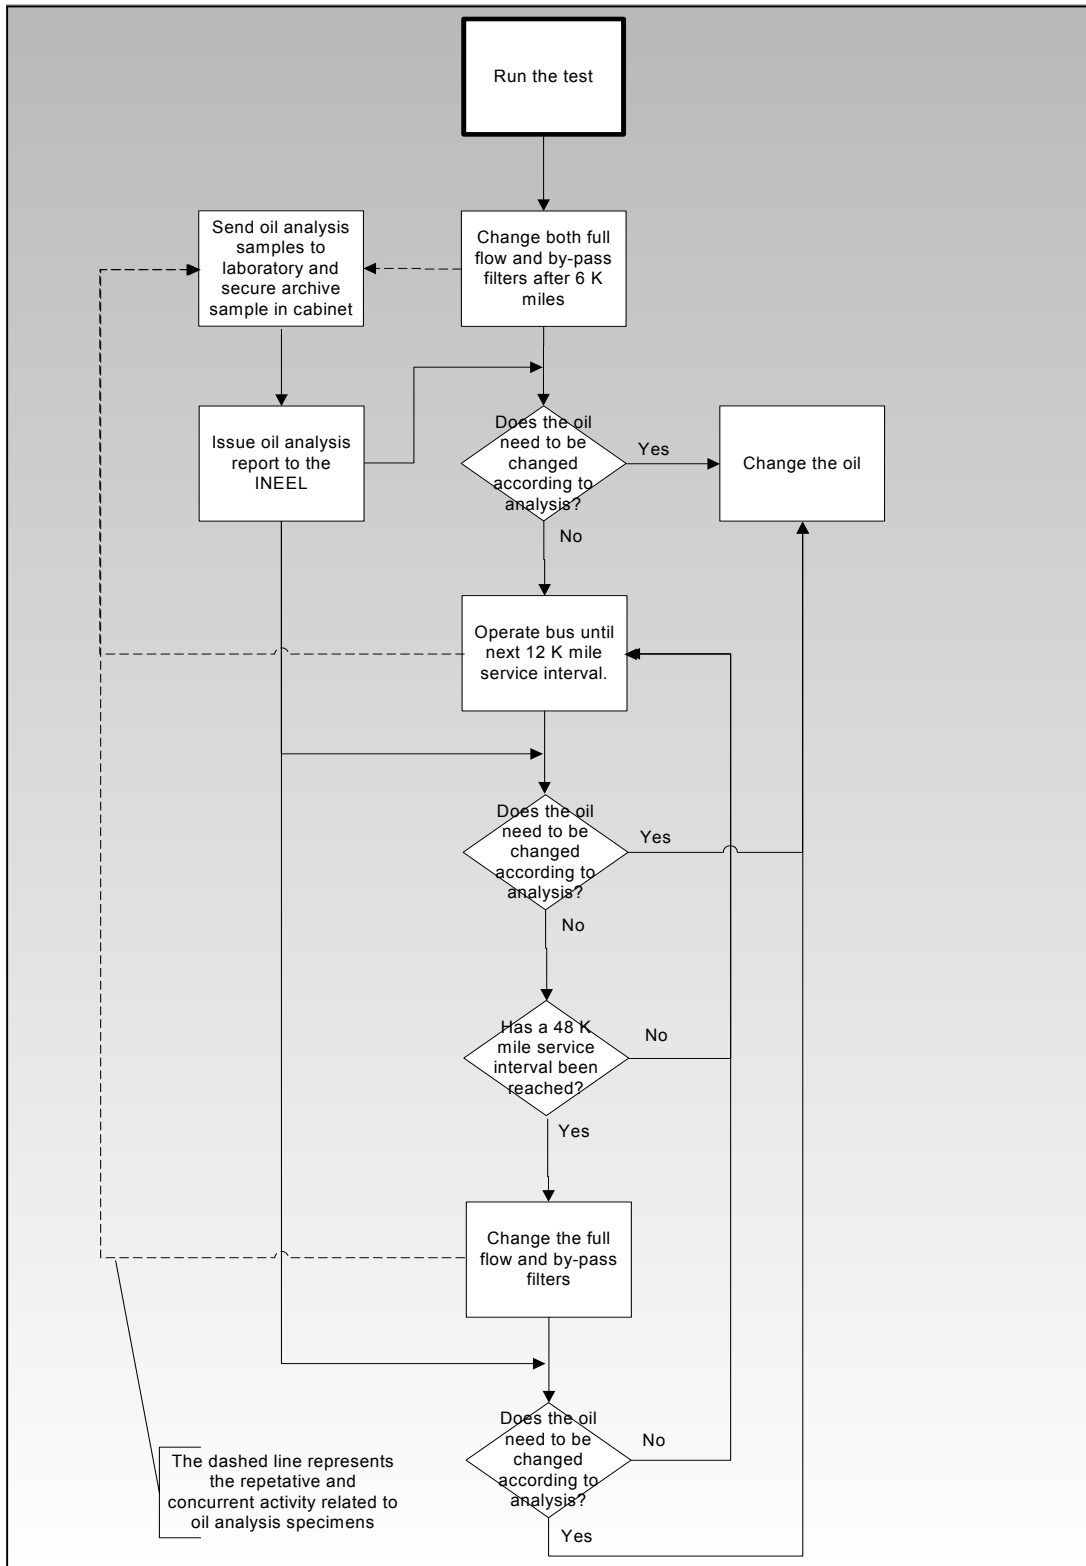 Run the test
Send oil analysis
samples to
laboratory and
secure archive
sample in cabinet
Change both full
flow and by-pass
filters after 6 K
miles
Issue oil analysis
report to the
INEEL
Does the oil
need to be
changed
according to
analysis?
Yes
Change the oil
No
Operate bus until
next 12 K mile
service interval.
Does the oil
need to be
changed
according to
analysis?
Yes
No
Has a 48 K
mile service
interval been
reached?
No
Yes
Change the full
flow and by-pass
filters
Does the oil
need to be
changed
according to
analysis?
No
Yes
The dashed line represents
the repetative and
concurrent activity related to
oil analysis specimens